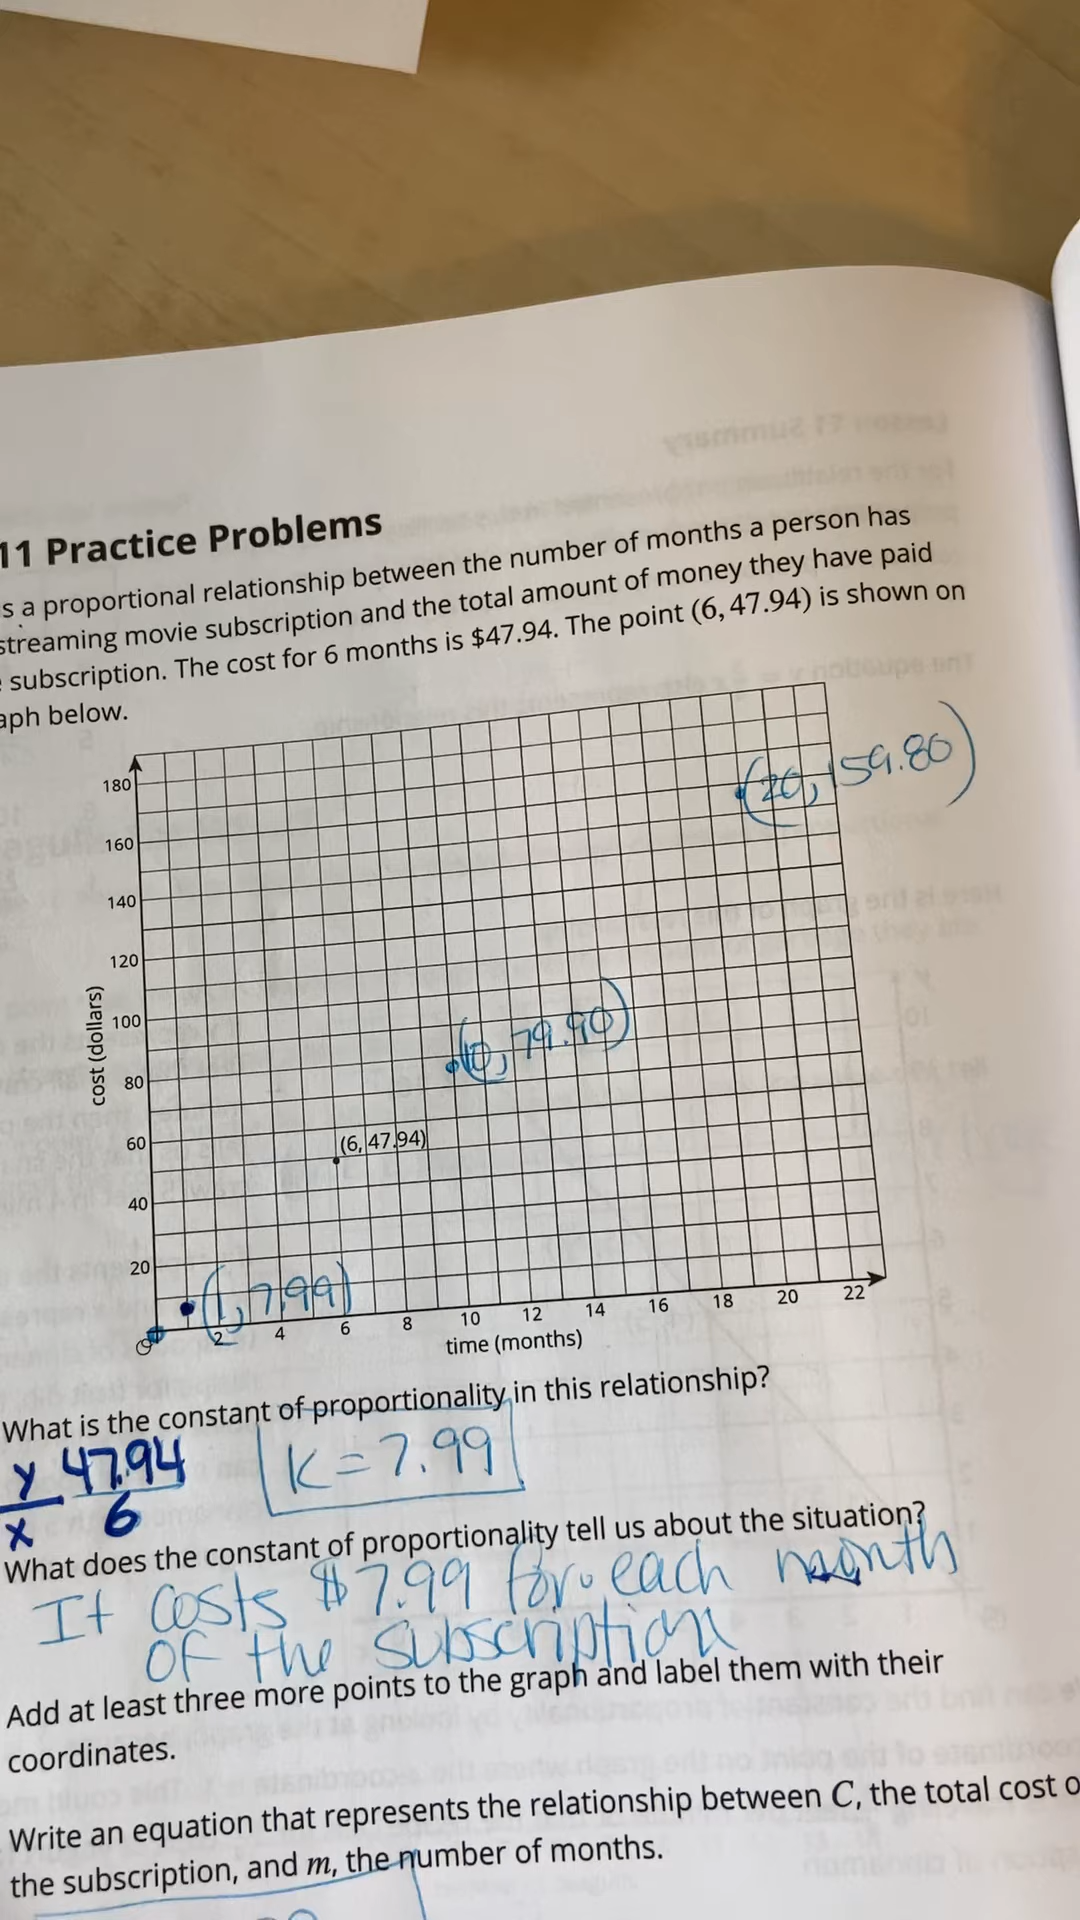 11 Practice Problems
s a proportional relationship between the number of months a person has
streaming movie subscription and the total amount of money they have paid
subscription. The cost for 6 months is $47.94. The point (6, 47.94) is shown on
aph below.
180
160
140
120
100
80
60
40
20
cost (dollars)
(20, 159.80)
(10, 79.90)
(6, 47.94)
(1, 7.99)
0
2
4
6
8
10
12
14
16
18
20
22
time (months)
What is the constant of proportionality in this relationship?
y 47.94
x 6
K = 7.99
What does the constant of proportionality tell us about the situation?
It costs $7.99 for each month
of the subscription
Add at least three more points to the graph and label them with their
coordinates.
Write an equation that represents the relationship between C, the total cost o
the subscription, and m, the number of months.